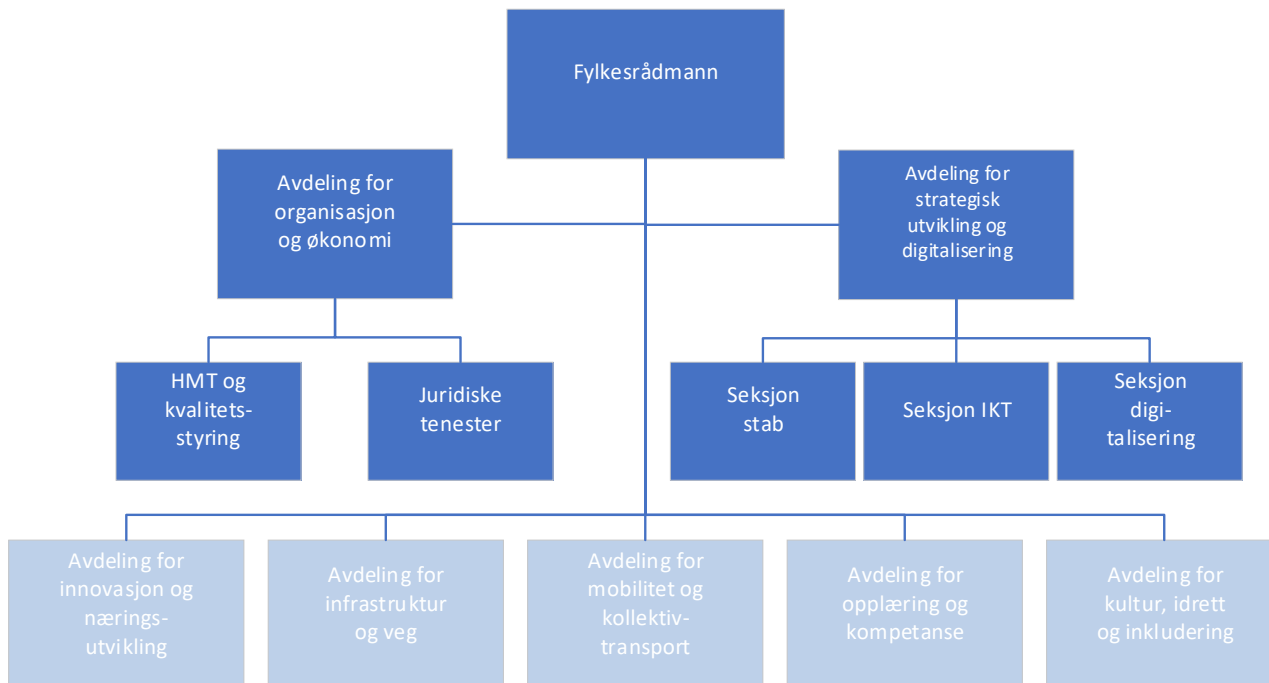 Fylkesrådmann
Avdeling for
organisasjon
og økonomi
Avdeling for
strategisk
utvikling og
digitalisering
HMT og
kvalitets-
styring
Juridiske
tenester
Seksjon
stab
Seksjon IKT
Seksjon
digi-
talisering
Avdeling for
innovasjon og
nærings-
utvikling
Avdeling for
infrastruktur
og veg
Avdeling for
mobilitet og
kollektiv-
transport
Avdeling for
opplæring og
kompetanse
Avdeling for
kultur, idrett
og inkludering